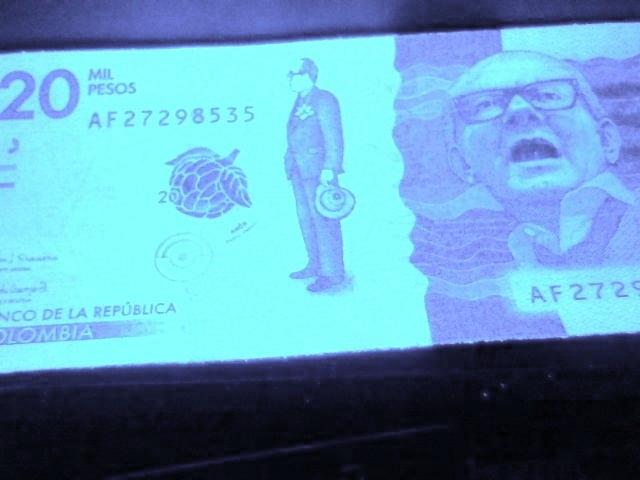 20 MIL
PESOS
AF27298535
20
NCO DE LA REPÚBLICA
OLOMBIA
AF2729